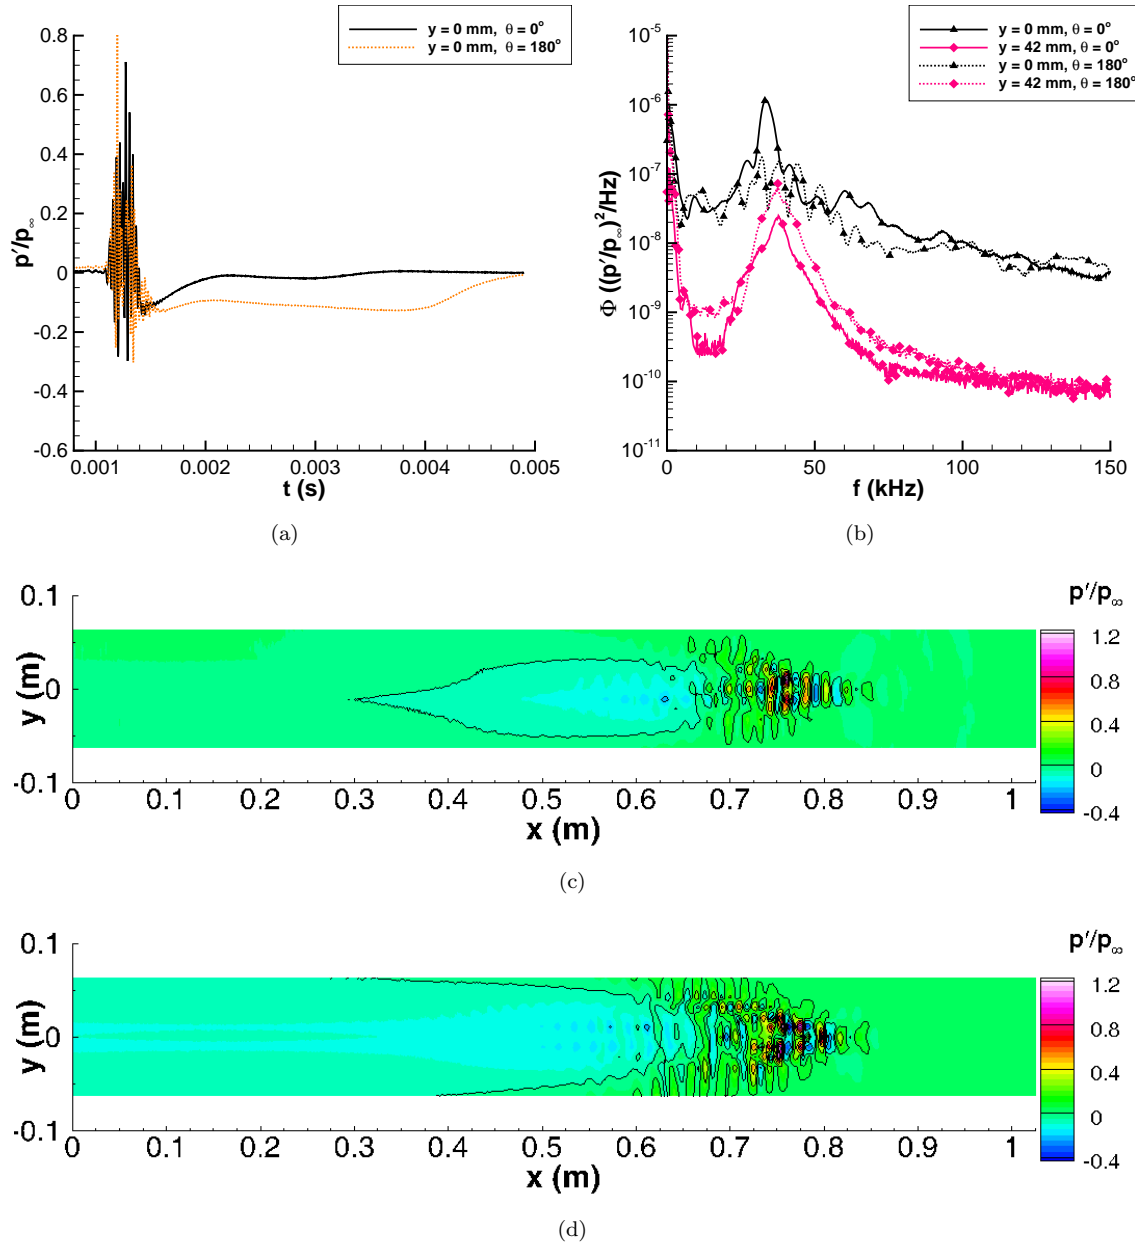 y = 0 mm, θ = 0°
y = 0 mm, θ = 180°
0.8
0.6
0.4
0.2
0
-0.2
-0.4
-0.6
p'/p∞
0.001 0.002 0.003 0.004 0.005
t (s)
(a)
y = 0 mm, θ = 0°
y = 42 mm, θ = 0°
y = 0 mm, θ = 180°
y = 42 mm, θ = 180°
10⁻⁵
10⁻⁶
10⁻⁷
10⁻⁸
10⁻⁹
10⁻¹⁰
10⁻¹¹
Φ ((p'/p∞)²/Hz)
0 50 100 150
f (kHz)
(b)
0.1
0
-0.1
y (m)
0 0.1 0.2 0.3 0.4 0.5 0.6 0.7 0.8 0.9 1
x (m)
p'/p∞
1.2
0.8
0.4
0
-0.4
(c)
0.1
0
-0.1
y (m)
0 0.1 0.2 0.3 0.4 0.5 0.6 0.7 0.8 0.9 1
x (m)
p'/p∞
1.2
0.8
0.4
0
-0.4
(d)